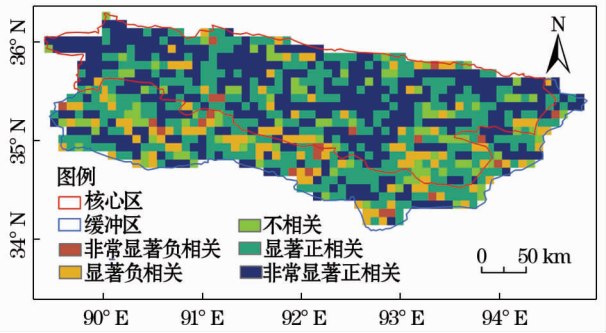 N
36° N
35° N
34° N
图例
核心区
缓冲区
非常显著负相关
显著负相关
不相关
显著正相关
非常显著正相关
0 50 km
90° E 91° E 92° E 93° E 94° E